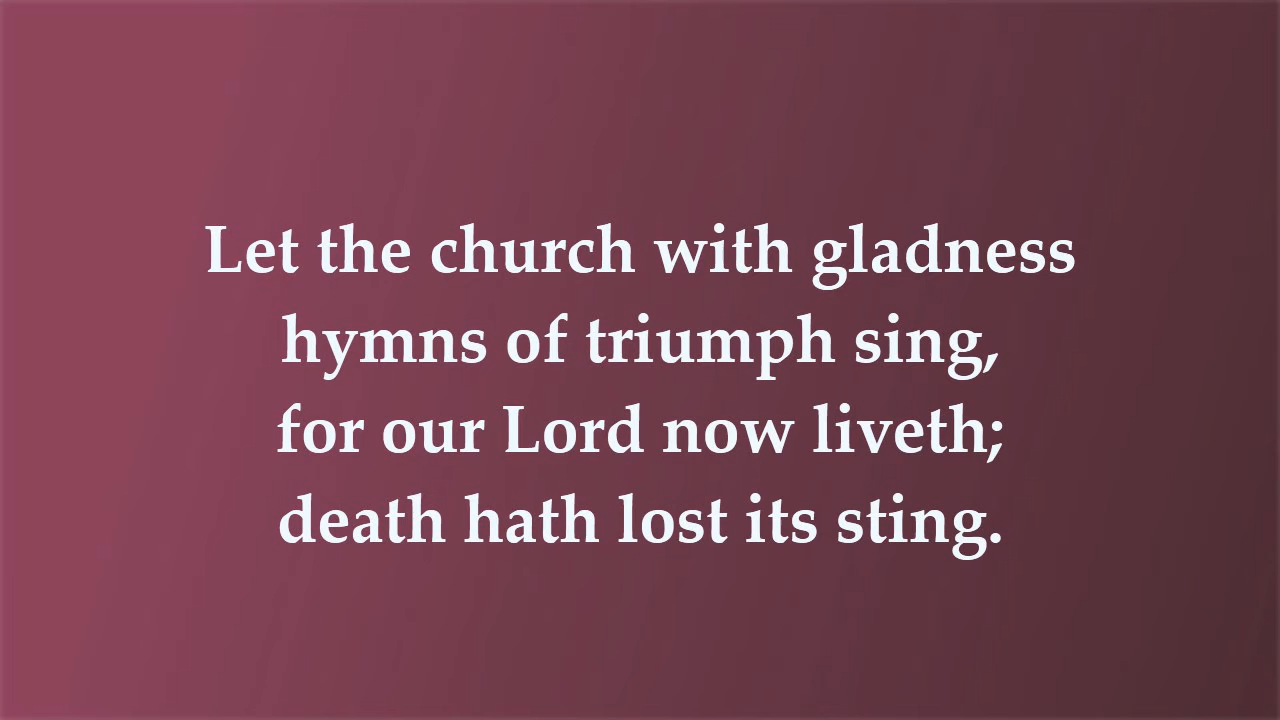 Let the church with gladness
hymns of triumph sing,
for our Lord now liveth;
death hath lost its sting.